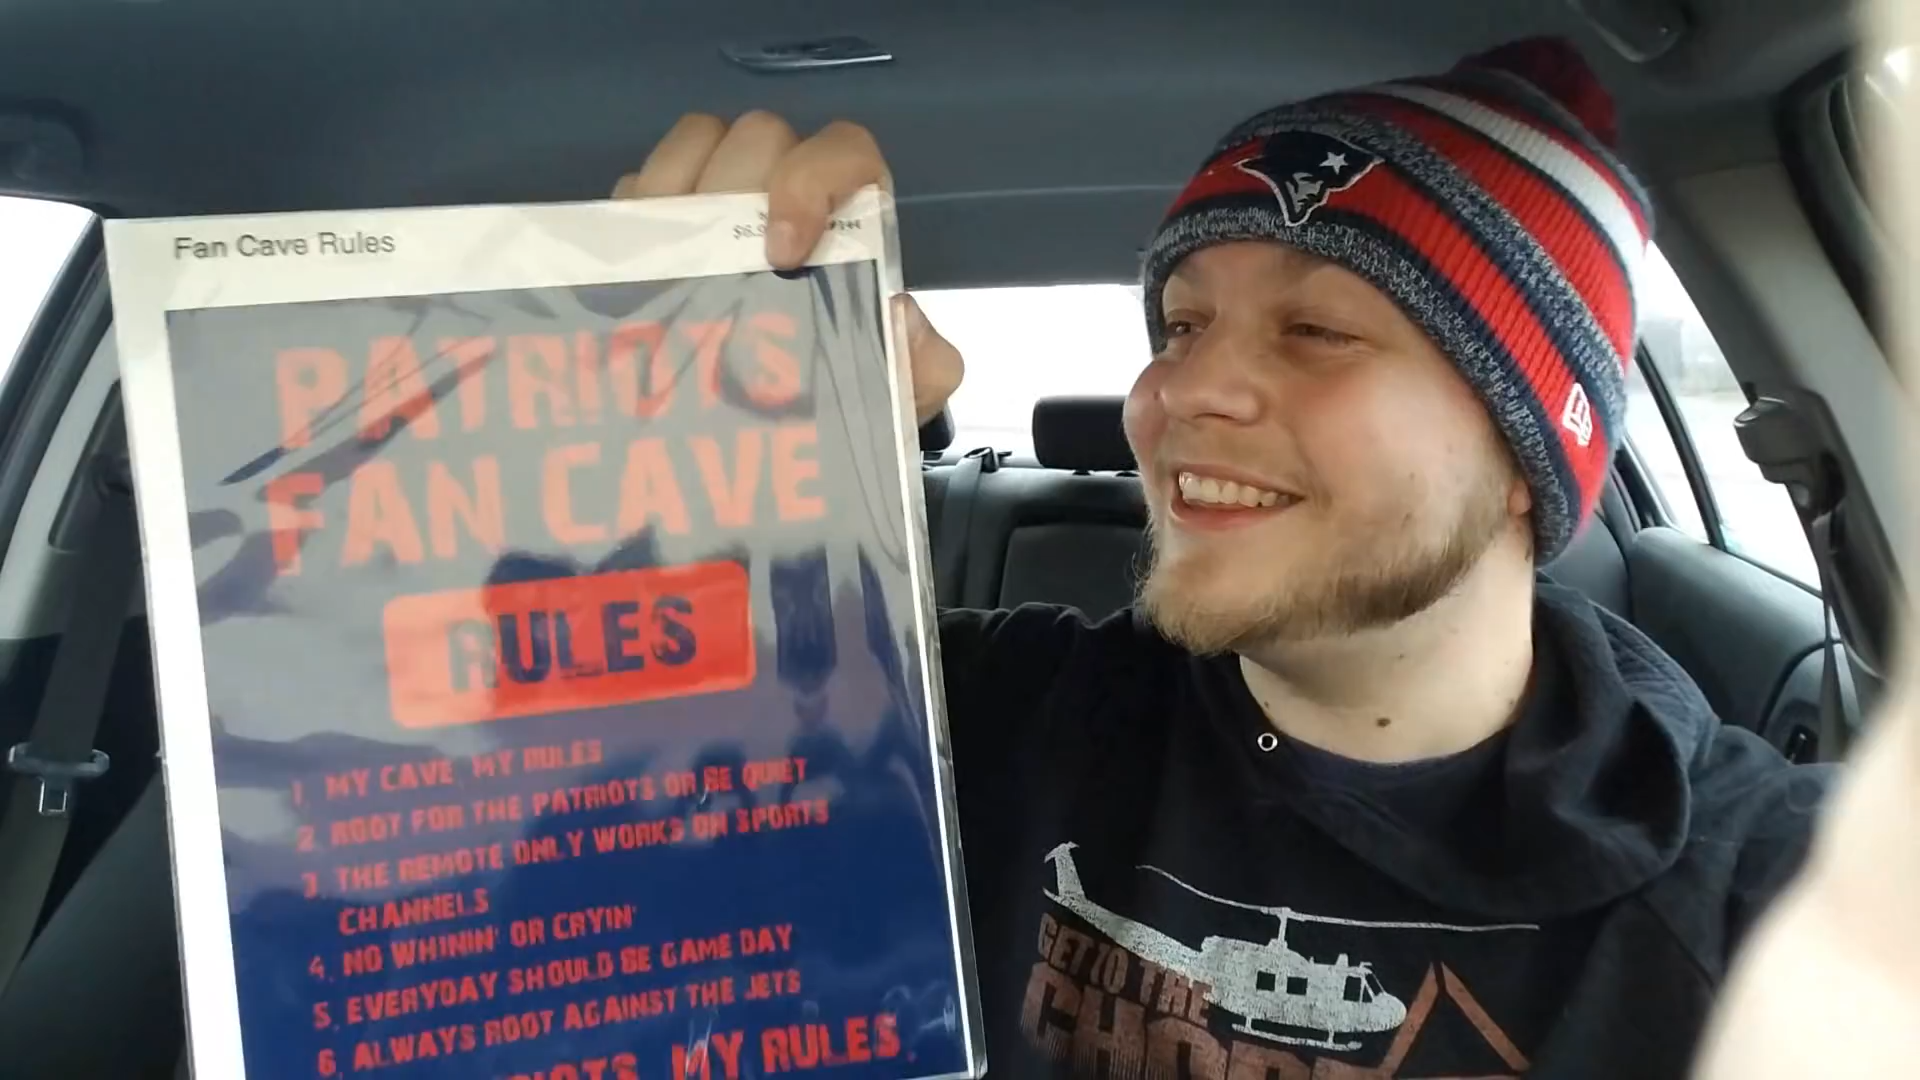 Fan Cave Rules
PATRIOTS
FAN CAVE
RULES
1. MY CAVE, MY RULES
2. ROOT FOR THE PATRIOTS OR BE QUIET
3. THE REMOTE ONLY WORKS ON SPORTS
CHANNELS
4. NO WHININ' OR CRYIN'
5. EVERYDAY SHOULD BE GAME DAY
6. ALWAYS ROOT AGAINST THE JETS
MY RULES
GET TO THE